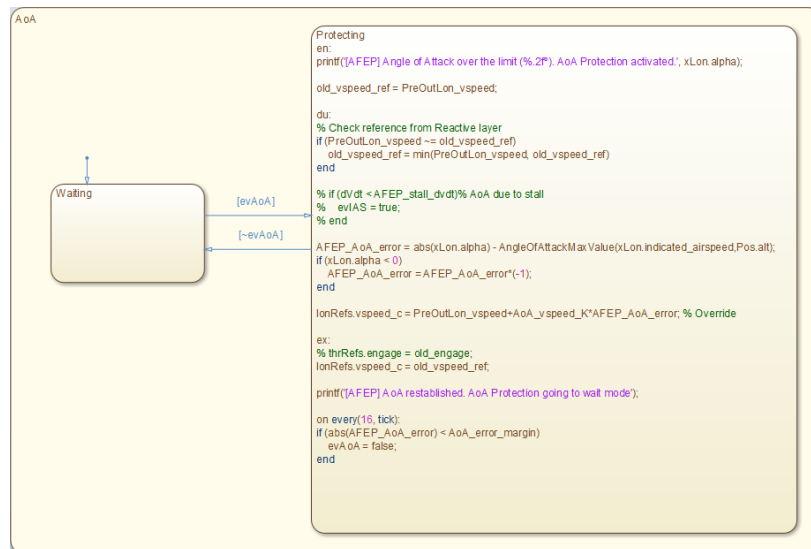 AoA
Protecting
en:
printf('[AFEP] Angle of Attack over the limit (%.2fº). AoA Protection activated.', xLon.alpha);
old_vspeed_ref = PreOutLon_vspeed;
du:
% Check reference from Reactive layer
if (PreOutLon_vspeed ~= old_vspeed_ref)
old_vspeed_ref = min(PreOutLon_vspeed, old_vspeed_ref)
end
Waiting
[evAoA]
[~evAoA]
% if (dVdt < AFEP_stall_dvdt)% AoA due to stall
% evIAS = true;
% end
AFEP_AoA_error = abs(xLon.alpha) - AngleOfAttackMaxValue(xLon.indicated_airspeed,Pos.alt);
if (xLon.alpha < 0)
AFEP_AoA_error = AFEP_AoA_error*(-1);
end
lonRefs.vspeed_c = PreOutLon_vspeed+AoA_vspeed_K*AFEP_AoA_error; % Override
ex:
% thrRefs.engage = old_engage;
lonRefs.vspeed_c = old_vspeed_ref;
printf('[AFEP] AoA restablished. AoA Protection going to wait mode');
on every(16, tick):
if (abs(AFEP_AoA_error) < AoA_error_margin)
evAoA = false;
end